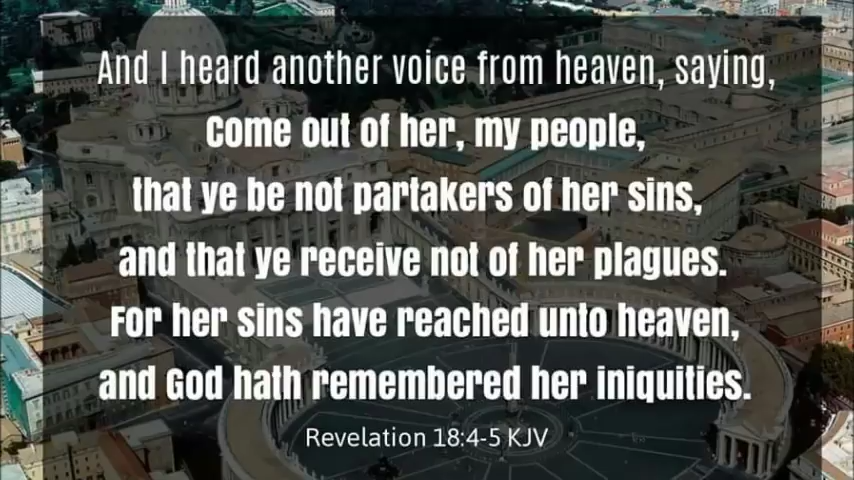 And I heard another voice from heaven, saying,
Come out of her, my people,
that ye be not partakers of her sins,
and that ye receive not of her plagues.
For her sins have reached unto heaven,
and God hath remembered her iniquities.
Revelation 18:4-5 KJV